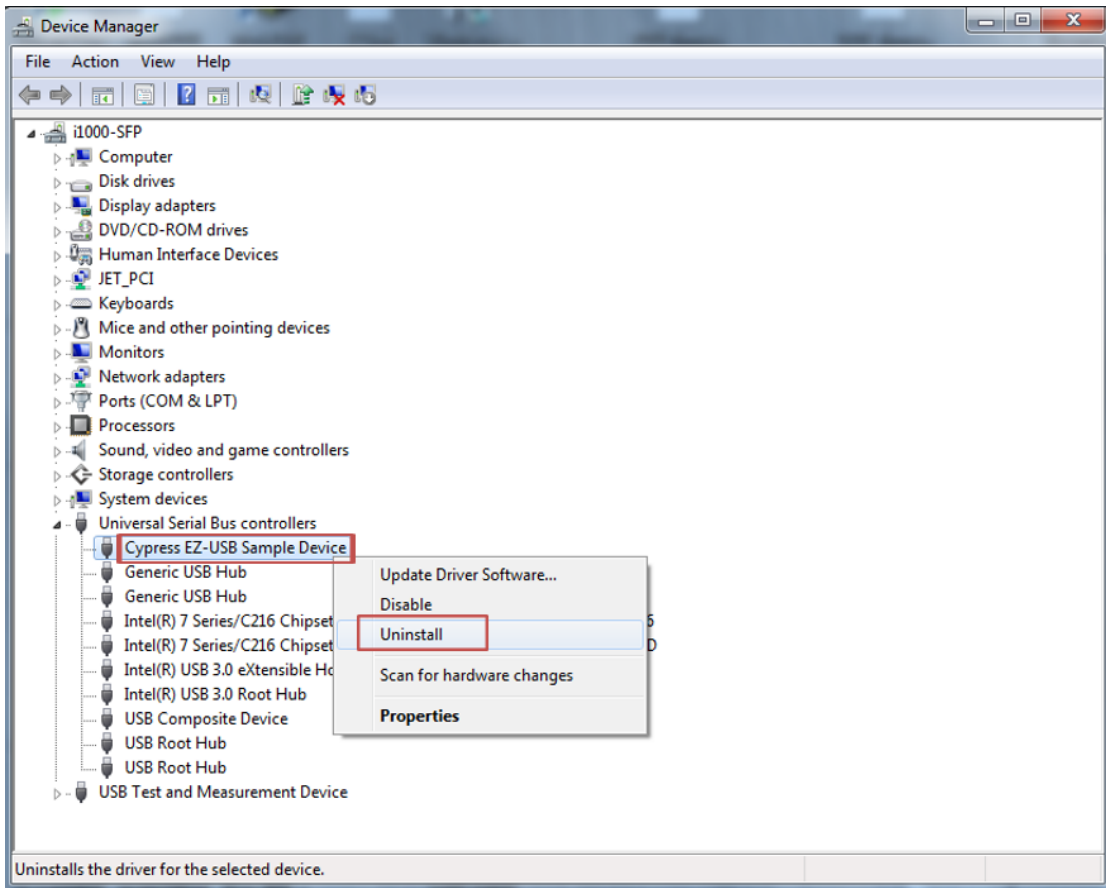 Device Manager
File Action View Help
i1000-SFP
Computer
Disk drives
Display adapters
DVD/CD-ROM drives
Human Interface Devices
JET_PCI
Keyboards
Mice and other pointing devices
Monitors
Network adapters
Ports (COM & LPT)
Processors
Sound, video and game controllers
Storage controllers
System devices
Universal Serial Bus controllers
Cypress EZ-USB Sample Device
Generic USB Hub
Generic USB Hub
Intel(R) 7 Series/C216 Chipset
Intel(R) 7 Series/C216 Chipset
Intel(R) USB 3.0 eXtensible Ho
Intel(R) USB 3.0 Root Hub
USB Composite Device
USB Root Hub
USB Root Hub
USB Test and Measurement Device
Update Driver Software...
Disable
Uninstall
Scan for hardware changes
Properties
Uninstalls the driver for the selected device.